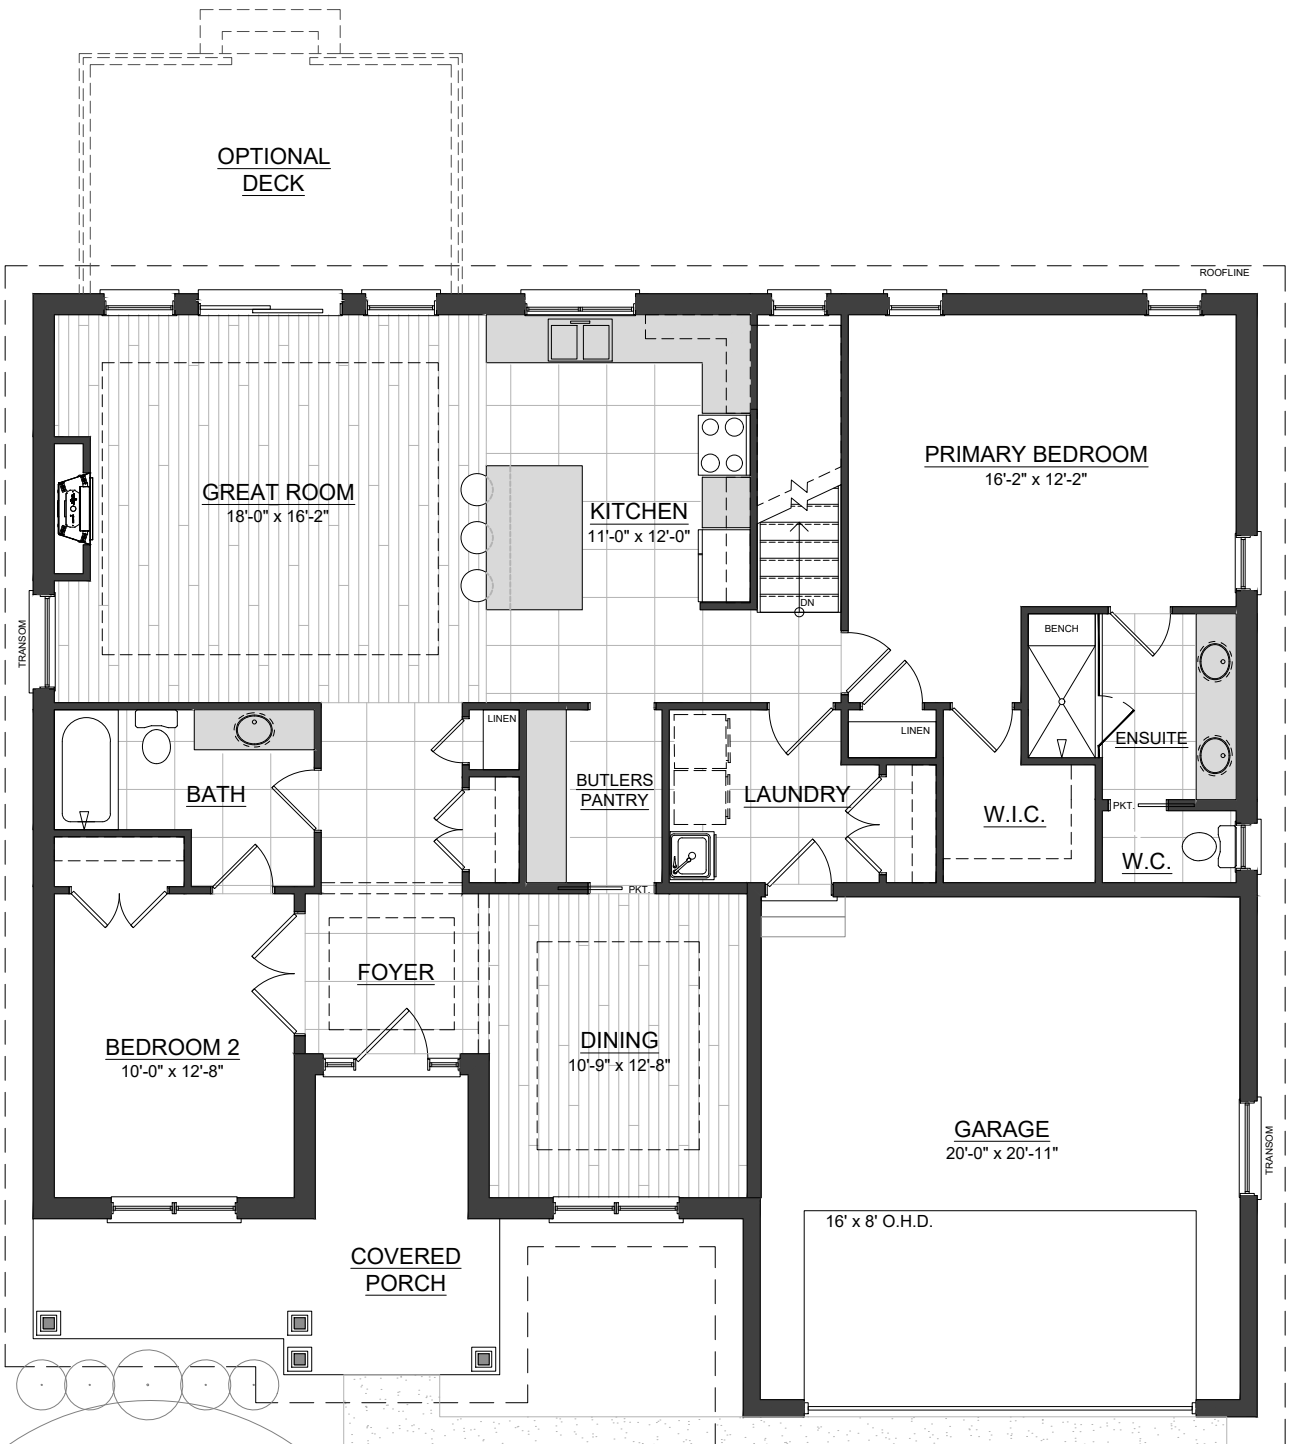 OPTIONAL
DECK
ROOFLINE
PRIMARY BEDROOM
16'-2" x 12'-2"
GREAT ROOM
18'-0" x 16'-2"
KITCHEN
11'-0" x 12'-0"
DN
TRANSOM
BENCH
LINEN
LINEN
ENSUITE
BATH
BUTLERS
PANTRY
LAUNDRY
W.I.C.
PKT.
W.C.
PKT.
FOYER
BEDROOM 2
10'-0" x 12'-8"
DINING
10'-9" x 12'-8"
GARAGE
20'-0" x 20'-11"
TRANSOM
16' x 8' O.H.D.
COVERED
PORCH